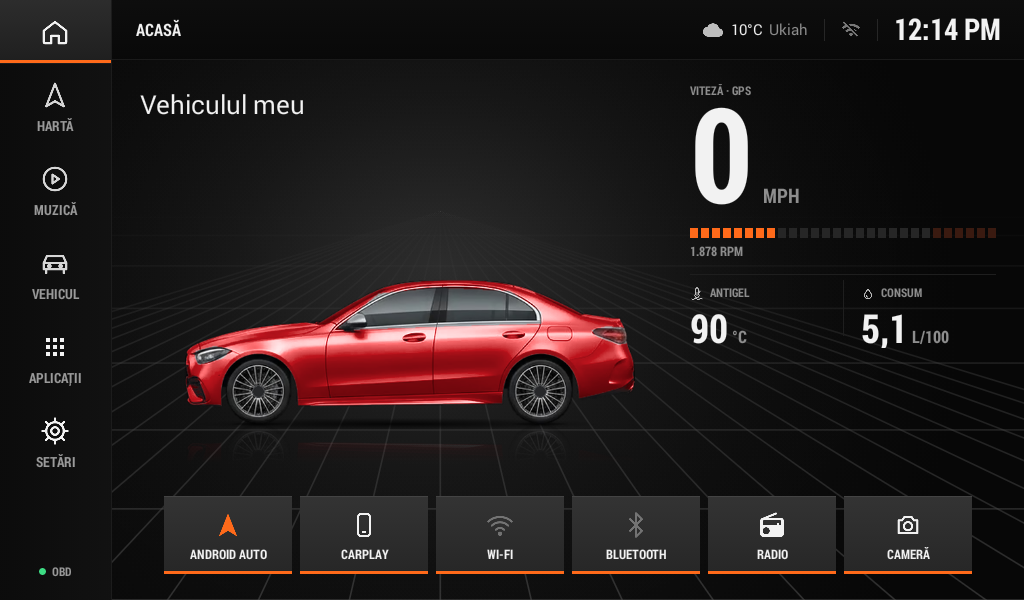 ACASĂ
10°C Ukiah
12:14 PM
HARTĂ
MUZICĂ
VEHICUL
APLICAȚII
SETĂRI
OBD
Vehiculul meu
VITEZĂ · GPS
0 MPH
1.878 RPM
ANTIGEL
90 °C
CONSUM
5,1 L/100
ANDROID AUTO
CARPLAY
WI-FI
BLUETOOTH
RADIO
CAMERĂ